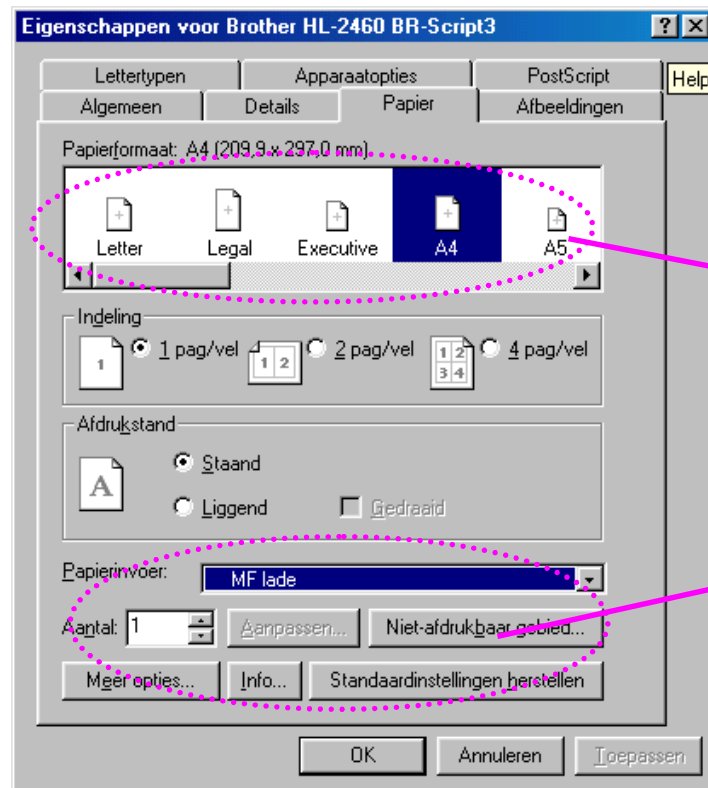 Eigenschappen voor Brother HL-2460 BR-Script3
Lettertypen Apparaatopties PostScript Help
Algemeen Details Papier Afbeeldingen
Papierformaat: A4 (209,9 x 297,0 mm)
Letter Legal Executive A4 A5
Indeling
1 1 pag/vel 1 2 2 pag/vel 1 2 4 pag/vel
3 4
Afdrukstand
A Staand
Liggend Gedraaid
Papierinvoer: MF lade
Aantal: 1 Aanpassen... Niet-afdrukbaar gebied...
Meer opties... Info... Standaardinstellingen herstellen
OK Annuleren Toepassen